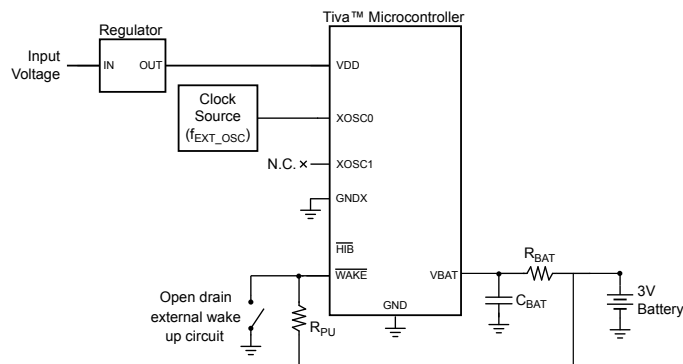 Tiva™ Microcontroller
Regulator
Input
Voltage
IN
OUT
VDD
Clock
Source
(fEXT_OSC)
XOSC0
N.C.
XOSC1
GNDX
HIB
WAKE
VBAT
RBAT
Open drain
external wake
up circuit
RPU
GND
CBAT
3V
Battery